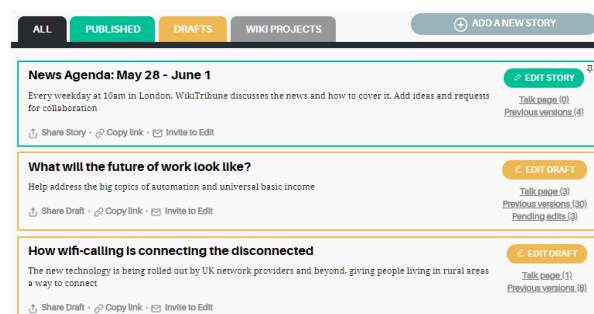 ALL PUBLISHED DRAFTS WIKI PROJECTS ADD A NEW STORY
News Agenda: May 28 - June 1
EDIT STORY
Every weekday at 10am in London, WikiTribune discusses the news and how to cover it. Add ideas and requests
for collaboration
Talk page (0)
Previous versions (4)
Share Story · Copy link · Invite to Edit
What will the future of work look like?
EDIT DRAFT
Help address the big topics of automation and universal basic income
Talk page (3)
Previous versions (30)
Pending edits (3)
Share Draft · Copy link · Invite to Edit
How wifi-calling is connecting the disconnected
EDIT DRAFT
The new technology is being rolled out by UK network providers and beyond, giving people living in rural areas
a way to connect
Talk page (1)
Previous versions (8)
Share Draft · Copy link · Invite to Edit